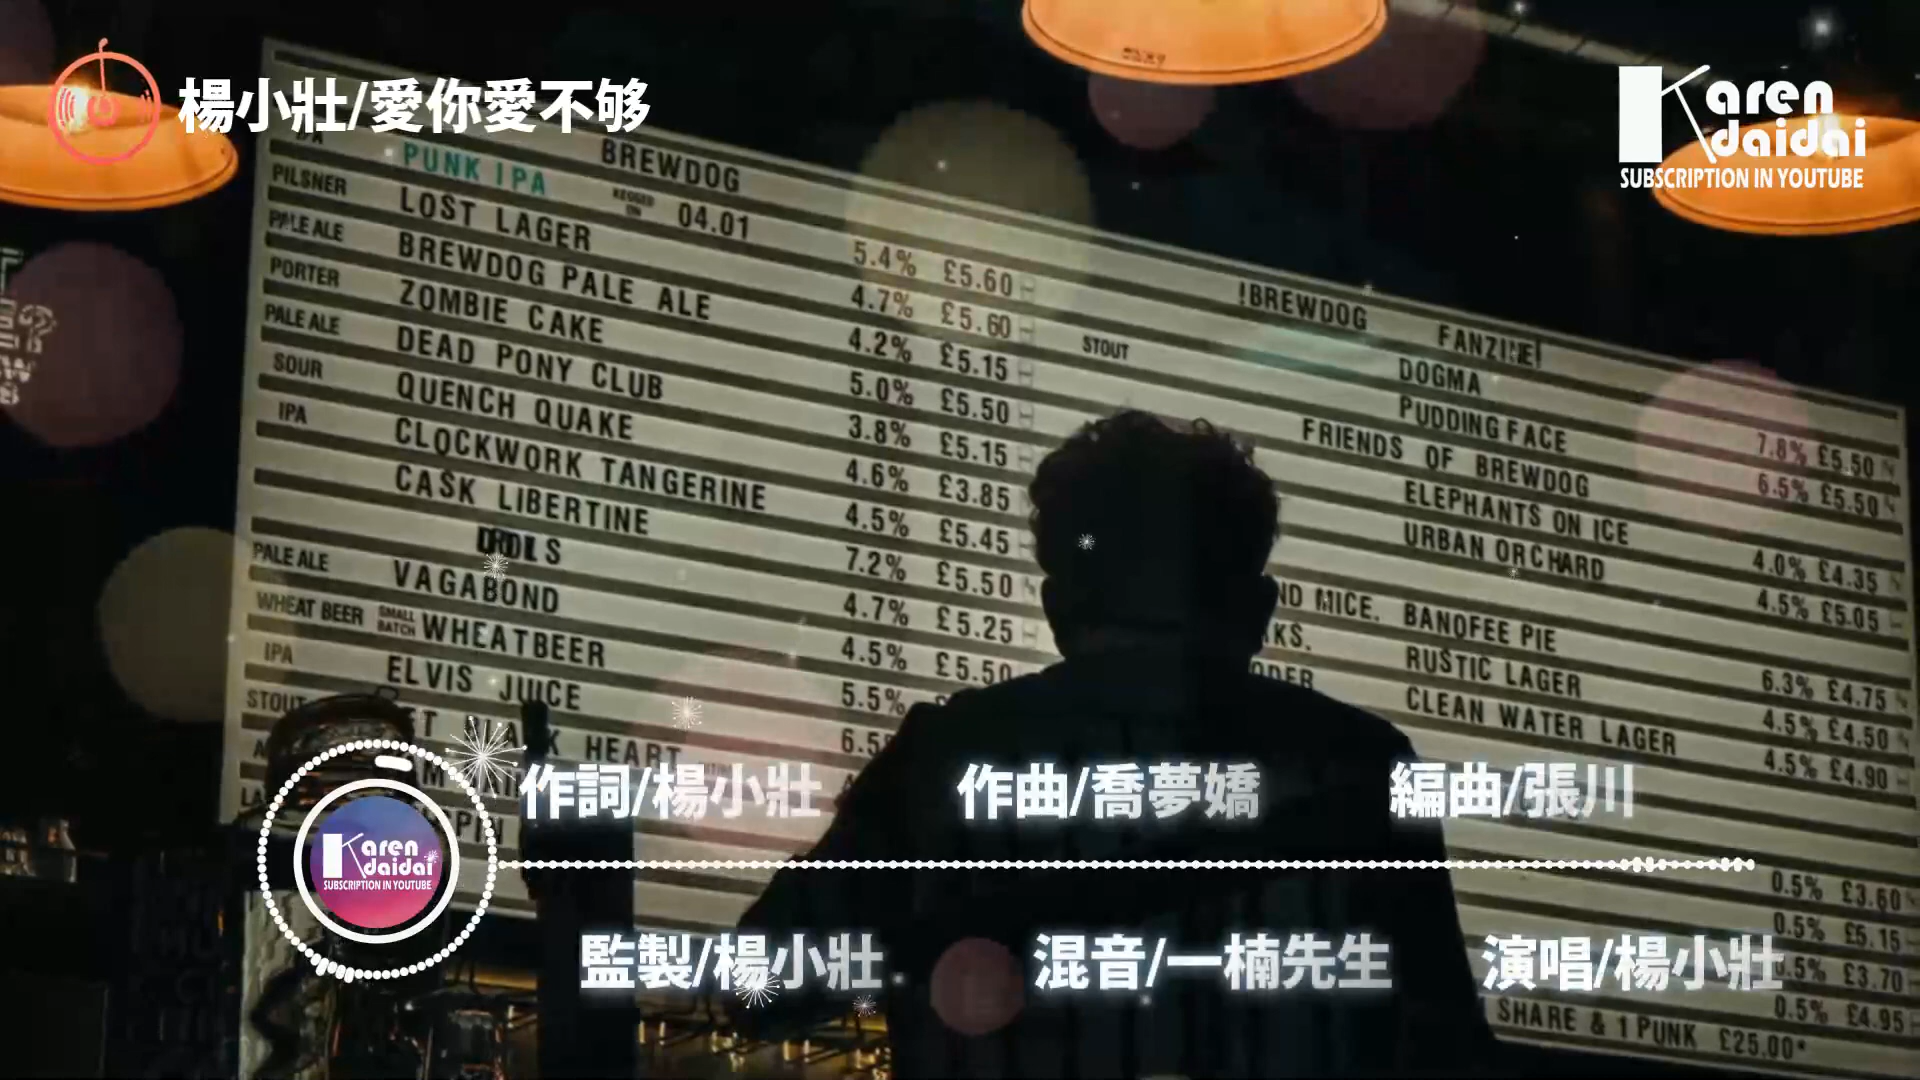 楊小壯/愛你愛不够
Karen
daidai
SUBSCRIPTION IN YOUTUBE
BREWDOG
IPA PUNK IPA KEGGED ON 04.01 5.4% £5.60
PILSNER LOST LAGER 4.7% £5.60
PALE ALE BREWDOG PALE ALE 4.2% £5.15
PORTER ZOMBIE CAKE 5.0% £5.50
PALE ALE DEAD PONY CLUB 3.8% £5.15
SOUR QUENCH QUAKE 4.6% £3.85
IPA CLOCKWORK TANGERINE 4.5% £5.45
CASK LIBERTINE 7.2% £5.50
4.7% £5.25
PALE ALE VAGABOND 4.5% £5.50
WHEAT BEER SMALL BATCH WHEATBEER 5.5%
IPA ELVIS JUICE
STOUT HEART
!BREWDOG FANZINE!
STOUT DOGMA 7.8% £5.50
PUDDING FACE 6.5% £5.50
FRIENDS OF BREWDOG
ELEPHANTS ON ICE 4.0% £4.35
URBAN ORCHARD 4.5% £5.05
MICE. BANOFEE PIE 6.3% £4.75
RUSTIC LAGER 4.5% £4.50
CLEAN WATER LAGER 4.5% £4.90
0.5% £3.60
0.5% £5.15
0.5% £3.70
0.5% £4.95
SHARE & 1 PUNK £25.00*
作詞/楊小壯 作曲/喬夢嬌 編曲/張川
Karen
daidai
SUBSCRIPTION IN YOUTUBE
監製/楊小壯 混音/一楠先生 演唱/楊小壯